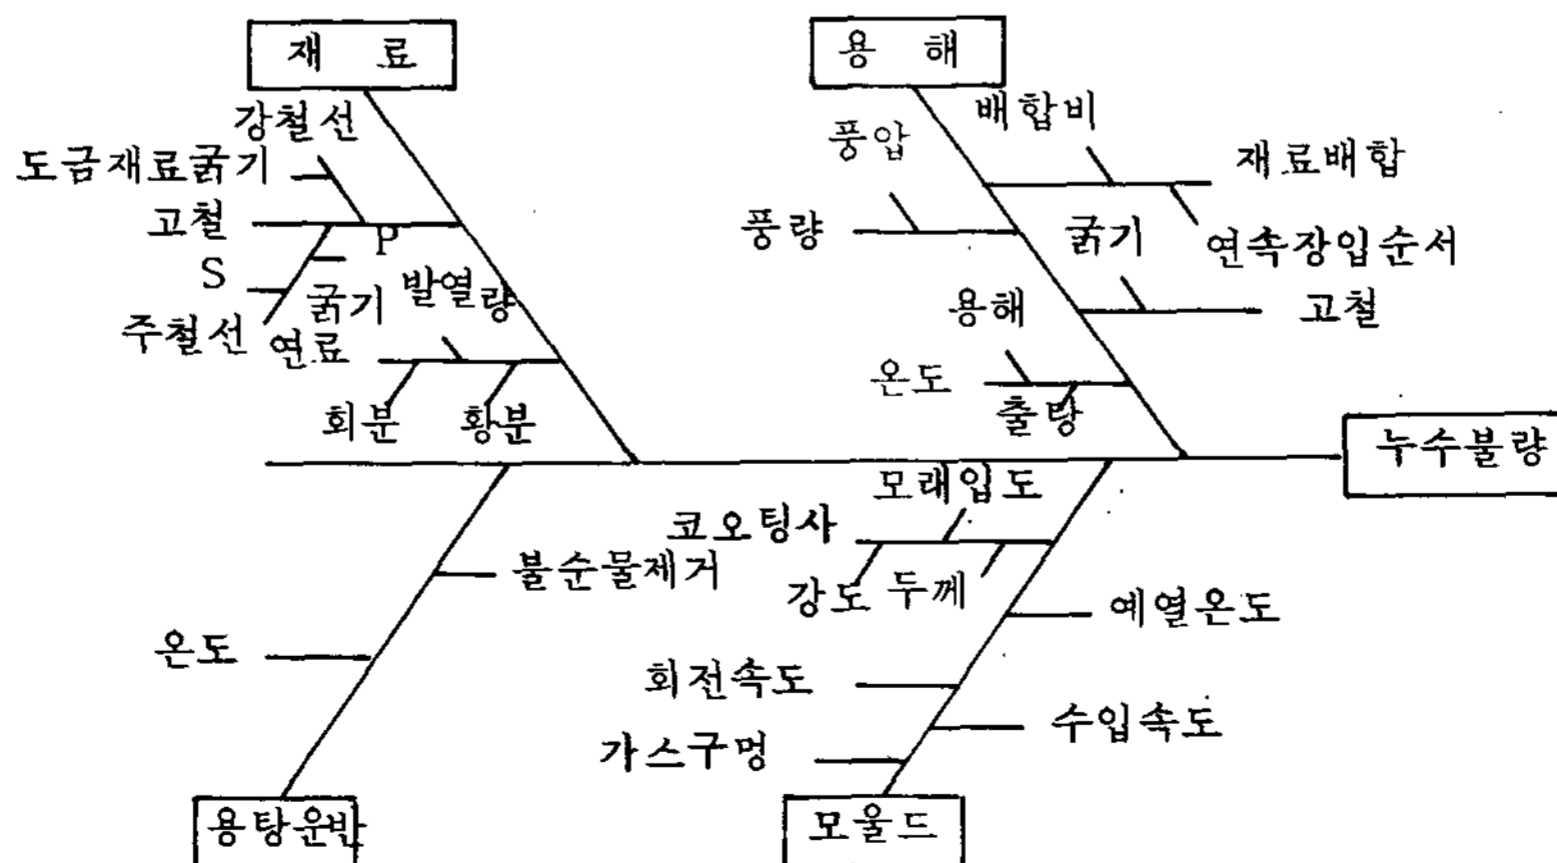 재 료
용 해
강철선
배합비
풍압
도금재료굵기
재료배합
고철
P
풍량
굵기
연속장입순서
S
발열량
굵기
용해
고철
주철선
연료
온도
회분
황분
출탕
누수불량
모래입도
코오팅사
불순물제거
강도
두께
예열온도
온도
회전속도
수입속도
가스구멍
용탕운반
모울드